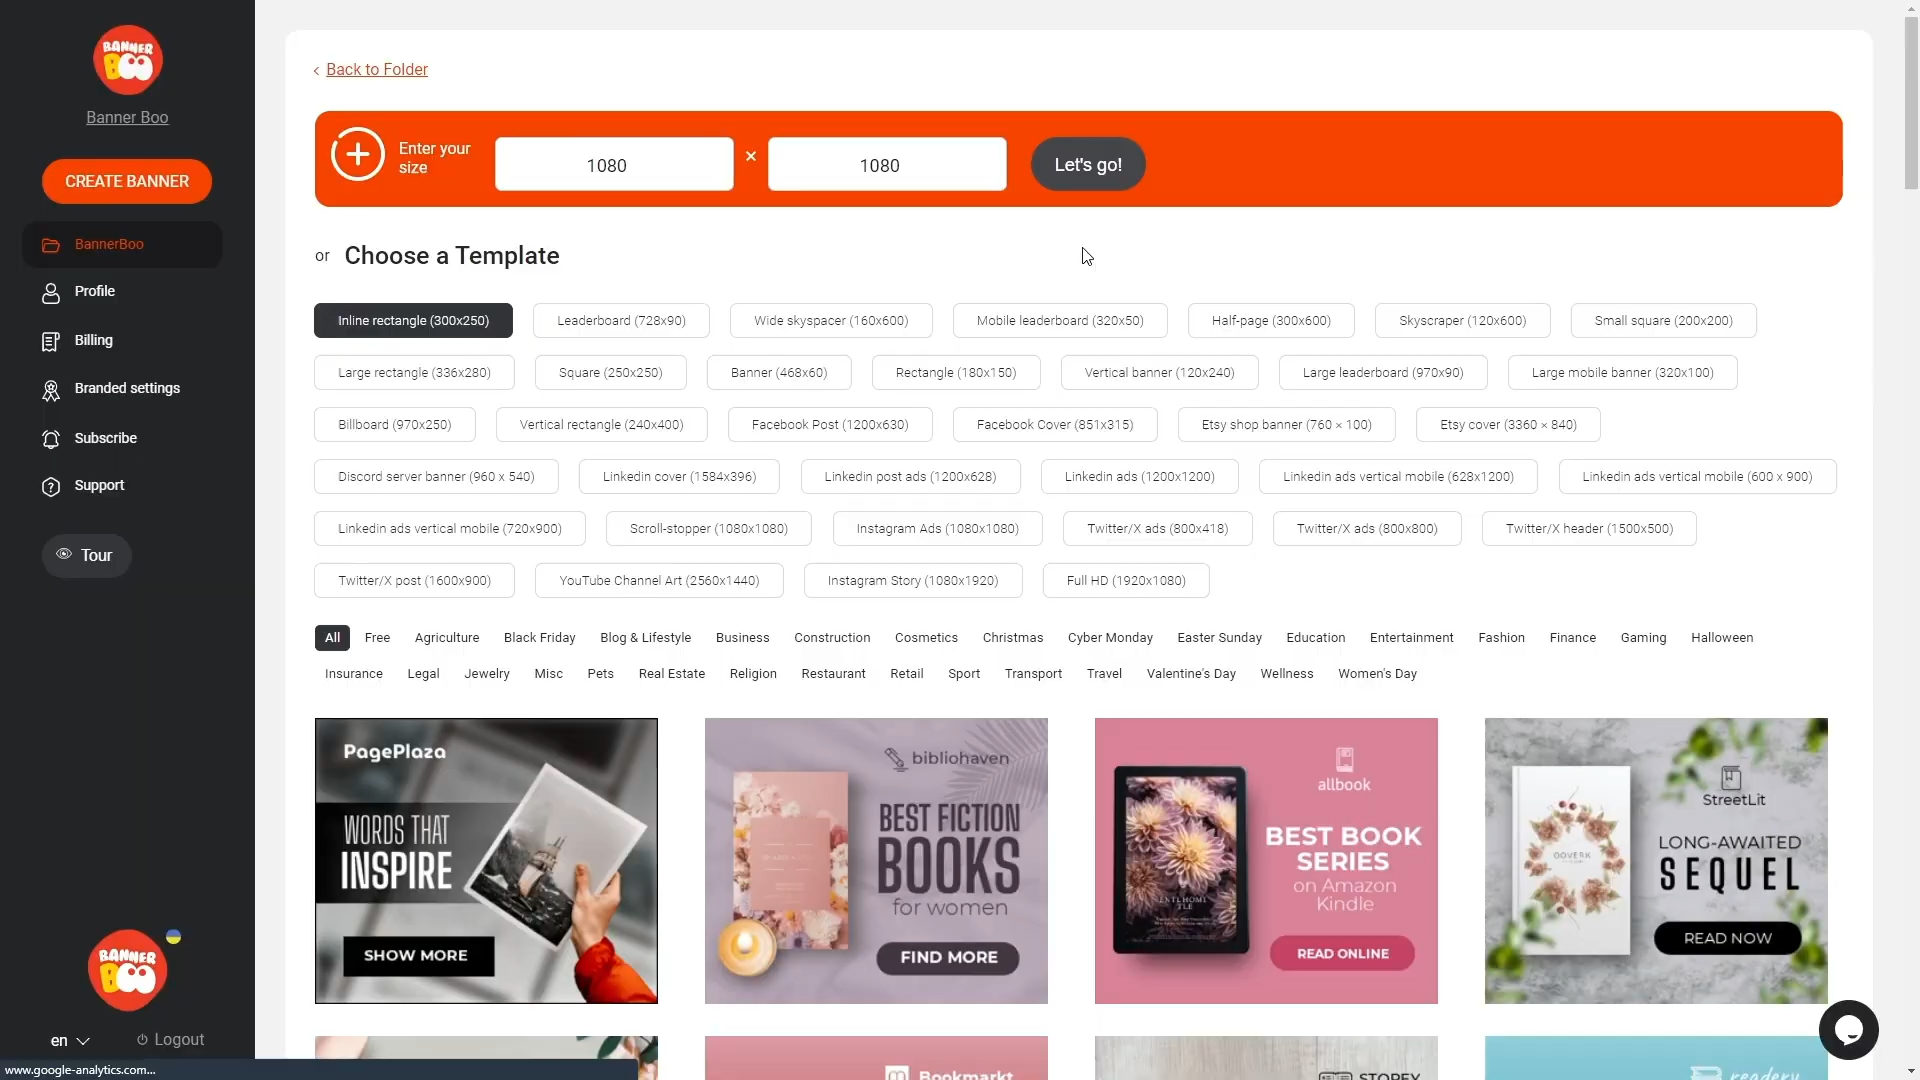 BANNER
BOO
Banner Boo
CREATE BANNER
BannerBoo
Profile
Billing
Branded settings
Subscribe
Support
Tour
BANNER
BOO
en
Logout
www.google-analytics.com...
< Back to Folder
Enter your
size
1080 × 1080
Let's go!
or Choose a Template
Inline rectangle (300x250) Leaderboard (728x90) Wide skyspacer (160x600) Mobile leaderboard (320x50) Half-page (300x600) Skyscraper (120x600) Small square (200x200)
Large rectangle (336x280) Square (250x250) Banner (468x60) Rectangle (180x150) Vertical banner (120x240) Large leaderboard (970x90) Large mobile banner (320x100)
Billboard (970x250) Vertical rectangle (240x400) Facebook Post (1200x630) Facebook Cover (851x315) Etsy shop banner (760 × 100) Etsy cover (3360 × 840)
Discord server banner (960 x 540) Linkedin cover (1584x396) Linkedin post ads (1200x628) Linkedin ads (1200x1200) Linkedin ads vertical mobile (628x1200) Linkedin ads vertical mobile (600 x 900)
Linkedin ads vertical mobile (720x900) Scroll-stopper (1080x1080) Instagram Ads (1080x1080) Twitter/X ads (800x418) Twitter/X ads (800x800) Twitter/X header (1500x500)
Twitter/X post (1600x900) YouTube Channel Art (2560x1440) Instagram Story (1080x1920) Full HD (1920x1080)
All Free Agriculture Black Friday Blog & Lifestyle Business Construction Cosmetics Christmas Cyber Monday Easter Sunday Education Entertainment Fashion Finance Gaming Halloween
Insurance Legal Jewelry Misc Pets Real Estate Religion Restaurant Retail Sport Transport Travel Valentine's Day Wellness Women's Day
PagePlaza
WORDS THAT
INSPIRE
SHOW MORE
bibliohaven
BEST FICTION
BOOKS
for women
FIND MORE
allbook
BEST BOOK
SERIES
on Amazon
Kindle
READ ONLINE
StreetLit
LONG-AWAITED
SEQUEL
READ NOW
Bookmarkt
STOREY
readery